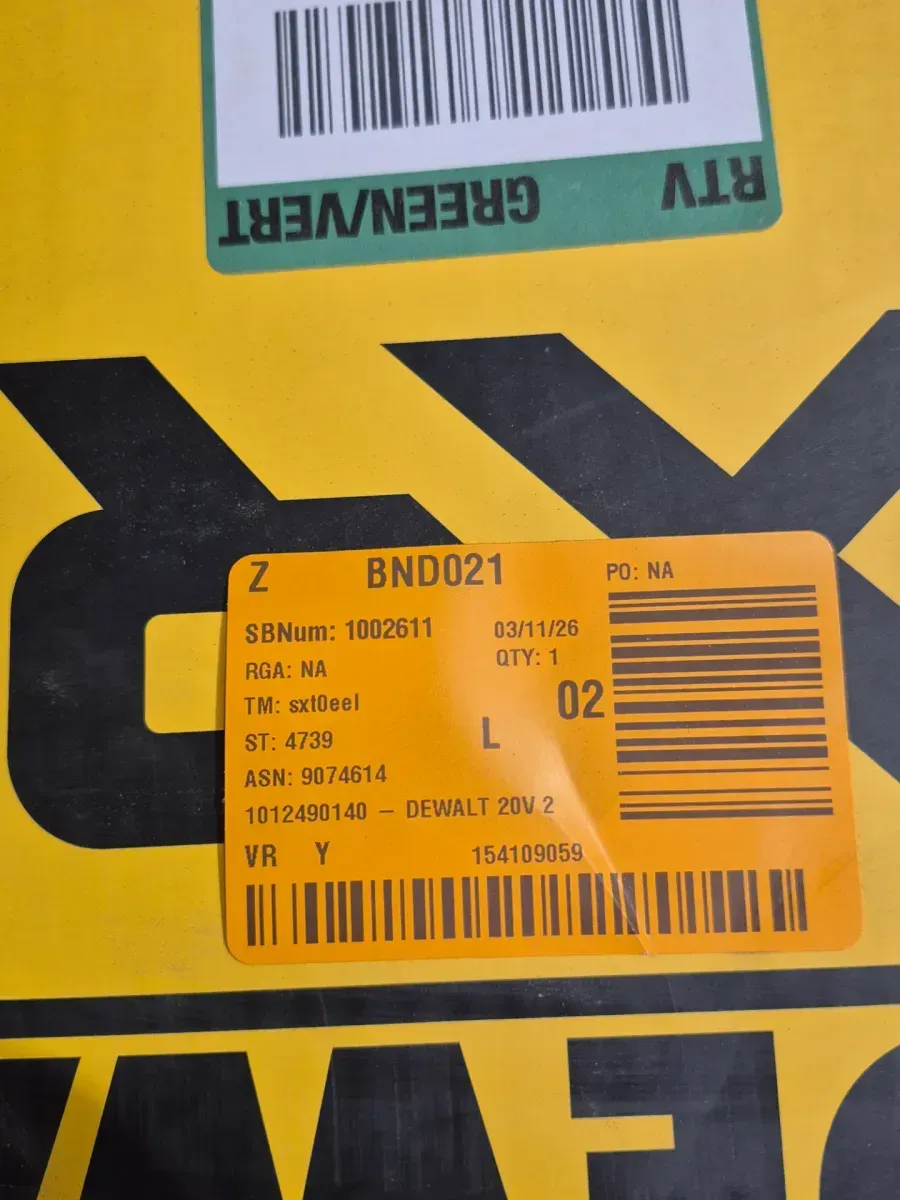 RTV GREEN/VERT
XR
Z BND021 PO: NA
SBNum: 1002611 03/11/26
RGA: NA QTY: 1
TM: sxt0eel 02
ST: 4739 L
ASN: 9074614
1012490140 – DEWALT 20V 2
VR Y 154109059